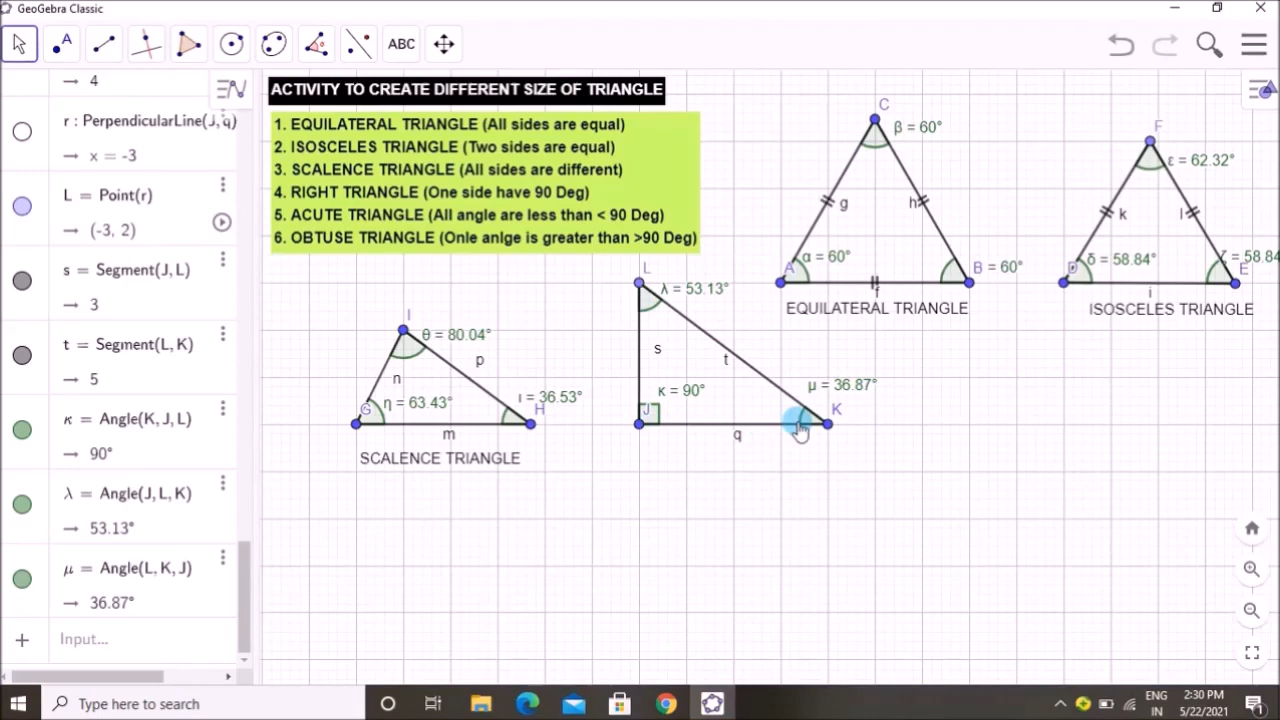 GeoGebra Classic
ABC
→ 4
r : PerpendicularLine(J, q)
→ x = -3
L = Point(r)
→ (-3, 2)
s = Segment(J, L)
→ 3
t = Segment(L, K)
→ 5
κ = Angle(K, J, L)
→ 90°
λ = Angle(J, L, K)
→ 53.13°
μ = Angle(L, K, J)
→ 36.87°
+ Input...
ACTIVITY TO CREATE DIFFERENT SIZE OF TRIANGLE
1. EQUILATERAL TRIANGLE (All sides are equal)
2. ISOSCELES TRIANGLE (Two sides are equal)
3. SCALENCE TRIANGLE (All sides are different)
4. RIGHT TRIANGLE (One side have 90 Deg)
5. ACUTE TRIANGLE (All angle are less than < 90 Deg)
6. OBTUSE TRIANGLE (Onle anlge is greater than >90 Deg)
C
β = 60°
g
h
A
α = 60°
B = 60°
f
EQUILATERAL TRIANGLE
F
ε = 62.32°
k
l
D
δ = 58.84°
ζ = 58.84
E
i
ISOSCELES TRIANGLE
I
θ = 80.04°
n
p
G
η = 63.43°
ι = 36.53°
H
m
SCALENCE TRIANGLE
L
λ = 53.13°
s
t
κ = 90°
μ = 36.87°
J
K
q
Type here to search
ENG
IN
2:30 PM
5/22/2021
1